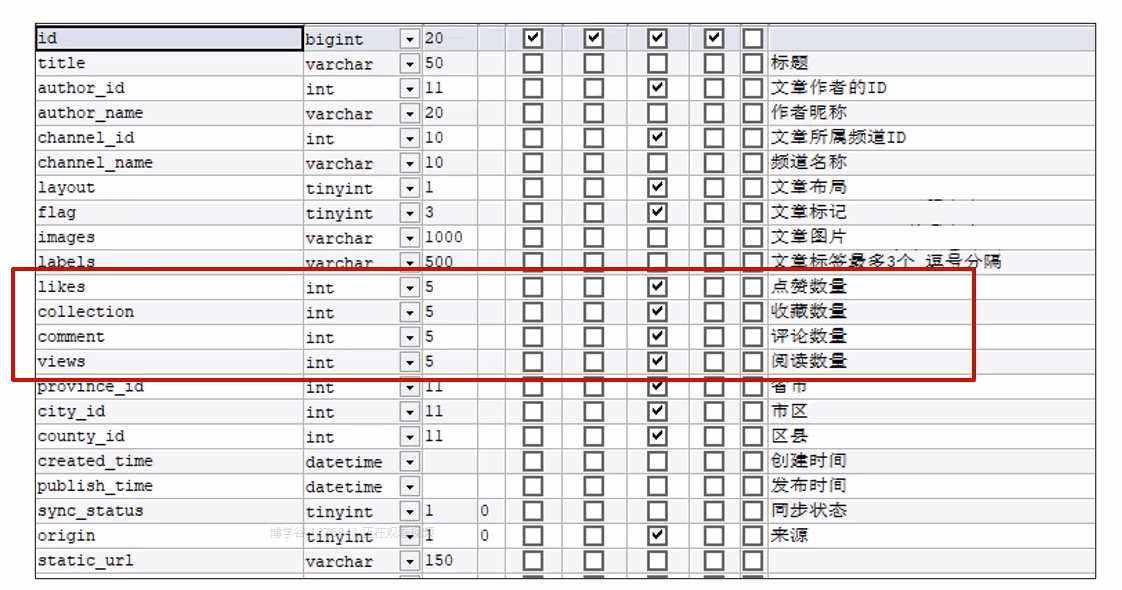 id bigint 20
title varchar 50 标题
author_id int 11 文章作者的ID
author_name varchar 20 作者昵称
channel_id int 10 文章所属频道ID
channel_name varchar 10 频道名称
layout tinyint 1 文章布局
flag tinyint 3 文章标记
images varchar 1000 文章图片
labels varchar 500 文章标签最多3个 逗号分隔
likes int 5 点赞数量
collection int 5 收藏数量
comment int 5 评论数量
views int 5 阅读数量
province_id int 11 省市
city_id int 11 市区
county_id int 11 区县
created_time datetime 创建时间
publish_time datetime 发布时间
sync_status tinyint 1 0 同步状态
origin tinyint 1 0 来源
static_url varchar 150